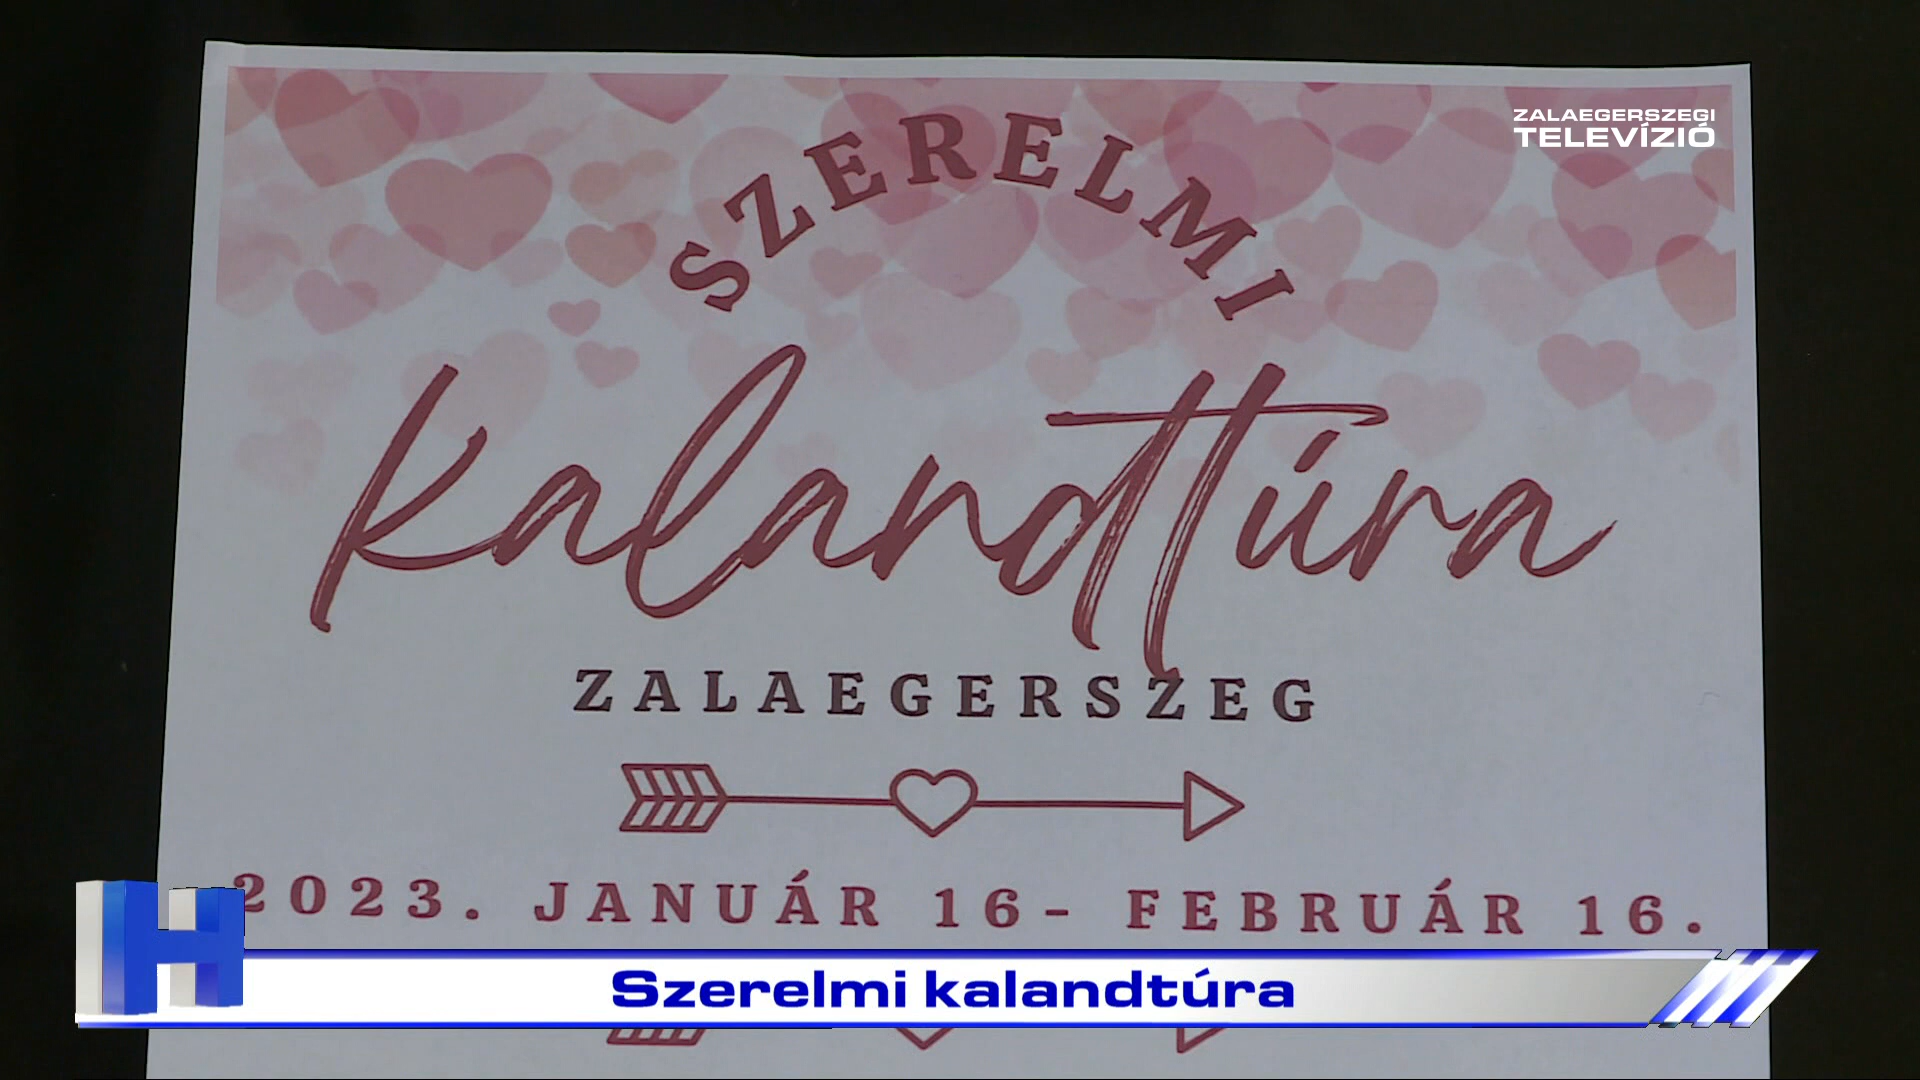 ZALAEGERSZEGI
TELEVÍZIÓ
SZERELMI
kalandtúra
ZALAEGERSZEG
2023. JANUÁR 16- FEBRUÁR 16.
H
Szerelmi kalandtúra